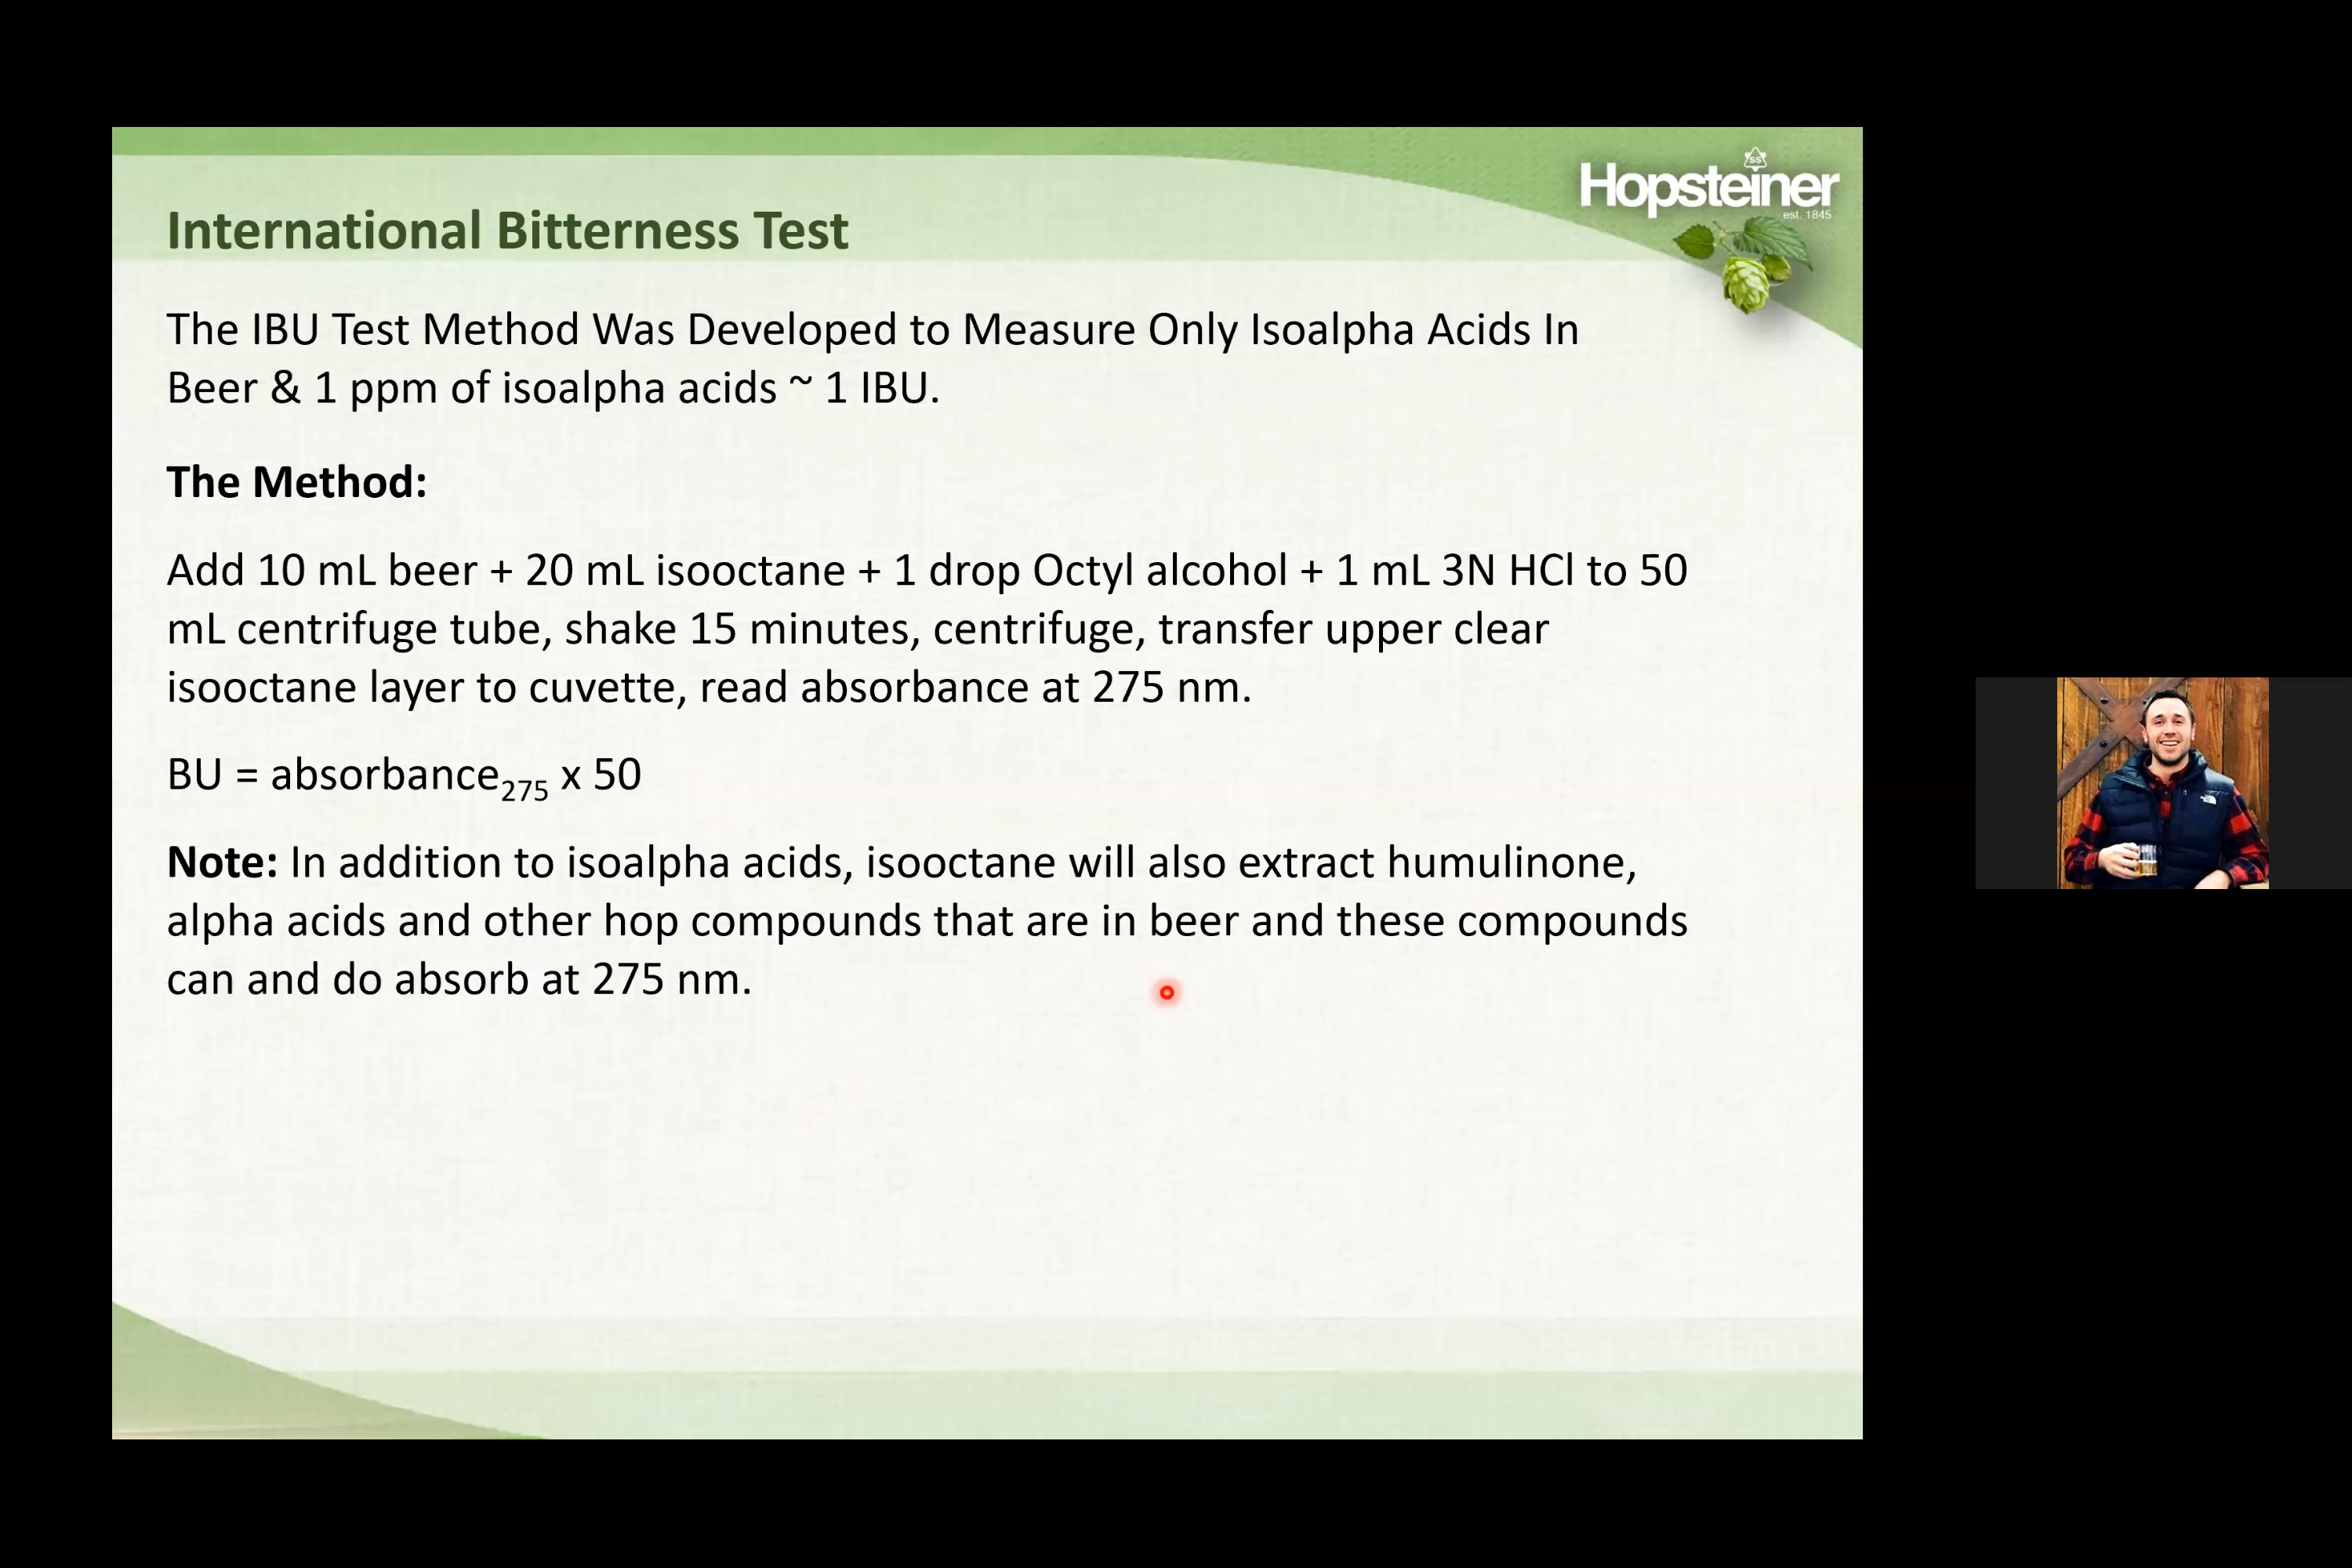 SS
Hopsteiner
est. 1845
International Bitterness Test
The IBU Test Method Was Developed to Measure Only Isoalpha Acids In
Beer & 1 ppm of isoalpha acids ~ 1 IBU.
The Method:
Add 10 mL beer + 20 mL isooctane + 1 drop Octyl alcohol + 1 mL 3N HCl to 50
mL centrifuge tube, shake 15 minutes, centrifuge, transfer upper clear
isooctane layer to cuvette, read absorbance at 275 nm.
BU = absorbance₂₇₅ x 50
Note: In addition to isoalpha acids, isooctane will also extract humulinone,
alpha acids and other hop compounds that are in beer and these compounds
can and do absorb at 275 nm.